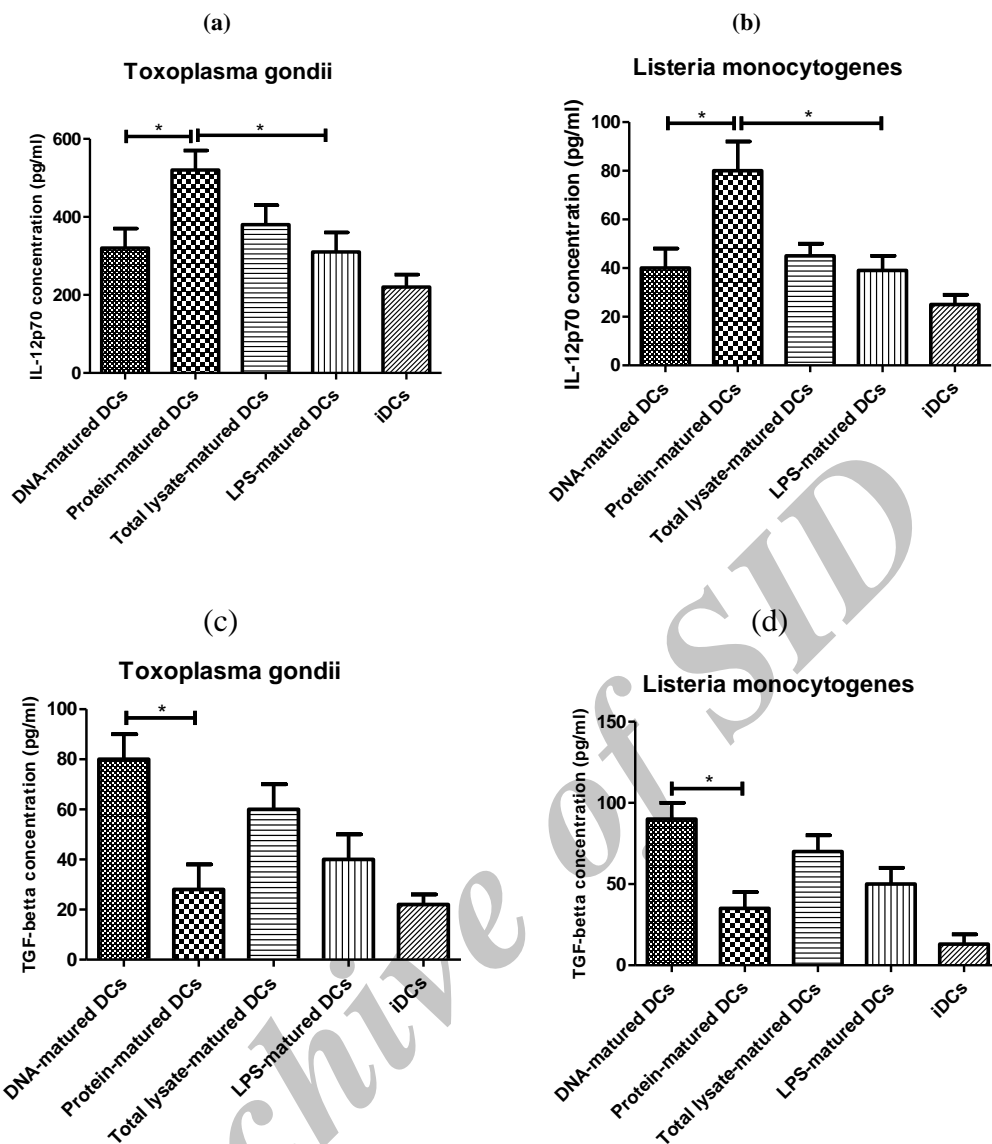 (a)
Toxoplasma gondii
IL-12p70 concentration (pg/ml)
600
400
200
0
*
*
DNA-matured DCs
Protein-matured DCs
Total lysate-matured DCs
LPS-matured DCs
iDCs
(b)
Listeria monocytogenes
IL-12p70 concentration (pg/ml)
100
80
60
40
20
0
*
*
DNA-matured DCs
Protein-matured DCs
Total lysate-matured DCs
LPS-matured DCs
iDCs
(c)
Toxoplasma gondii
TGF-betta concentration (pg/ml)
100
80
60
40
20
0
*
DNA-matured DCs
Protein-matured DCs
Total lysate-matured DCs
LPS-matured DCs
iDCs
(d)
Listeria monocytogenes
TGF-betta concentration (pg/ml)
150
100
50
0
*
DNA-matured DCs
Protein-matured DCs
Total lysate-matured DCs
LPS-matured DCs
iDCs
chive of SID